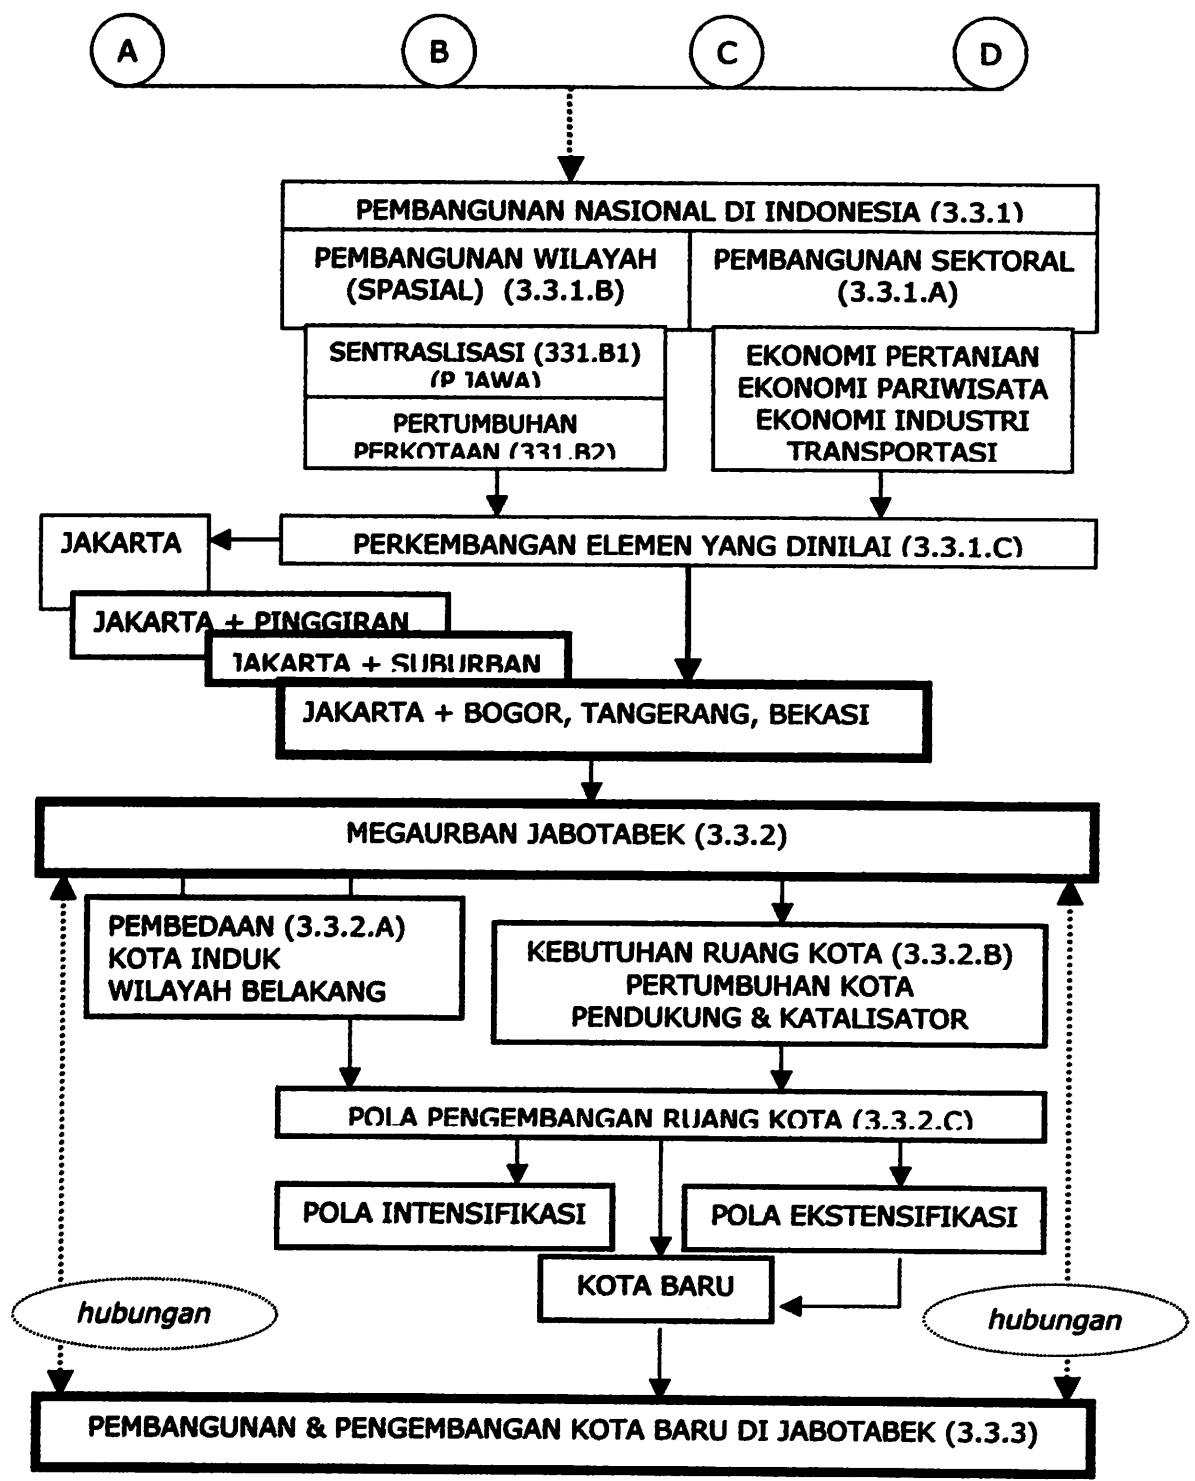 A
B
C
D
PEMBANGUNAN NASIONAL DI INDONESIA (3.3.1)
PEMBANGUNAN WILAYAH
(SPASIAL) (3.3.1.B)
PEMBANGUNAN SEKTORAL
(3.3.1.A)
SENTRASLISASI (331.B1)
(P JAWA)
PERTUMBUHAN
PERKOTAAN (331.B2)
EKONOMI PERTANIAN
EKONOMI PARIWISATA
EKONOMI INDUSTRI
TRANSPORTASI
JAKARTA
PERKEMBANGAN ELEMEN YANG DINILAI (3.3.1.C)
JAKARTA + PINGGIRAN
JAKARTA + SUBURBAN
JAKARTA + BOGOR, TANGERANG, BEKASI
MEGAURBAN JABOTABEK (3.3.2)
PEMBEDAAN (3.3.2.A)
KOTA INDUK
WILAYAH BELAKANG
KEBUTUHAN RUANG KOTA (3.3.2.B)
PERTUMBUHAN KOTA
PENDUKUNG & KATALISATOR
POLA PENGEMBANGAN RUANG KOTA (3.3.2.C)
POLA INTENSIFIKASI
POLA EKSTENSIFIKASI
KOTA BARU
hubungan
hubungan
PEMBANGUNAN & PENGEMBANGAN KOTA BARU DI JABOTABEK (3.3.3)